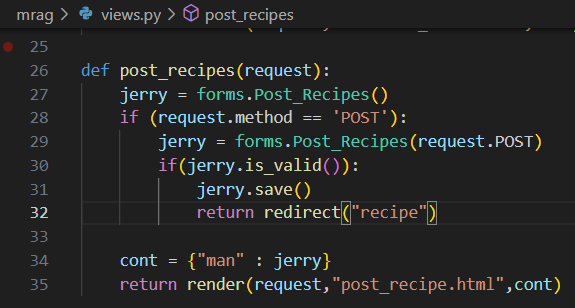 mrag > views.py > post_recipes
25
26 def post_recipes(request):
27     jerry = forms.Post_Recipes()
28     if (request.method == 'POST'):
29         jerry = forms.Post_Recipes(request.POST)
30         if(jerry.is_valid()):
31             jerry.save()
32             return redirect("recipe")
33
34     cont = {"man" : jerry}
35     return render(request,"post_recipe.html",cont)